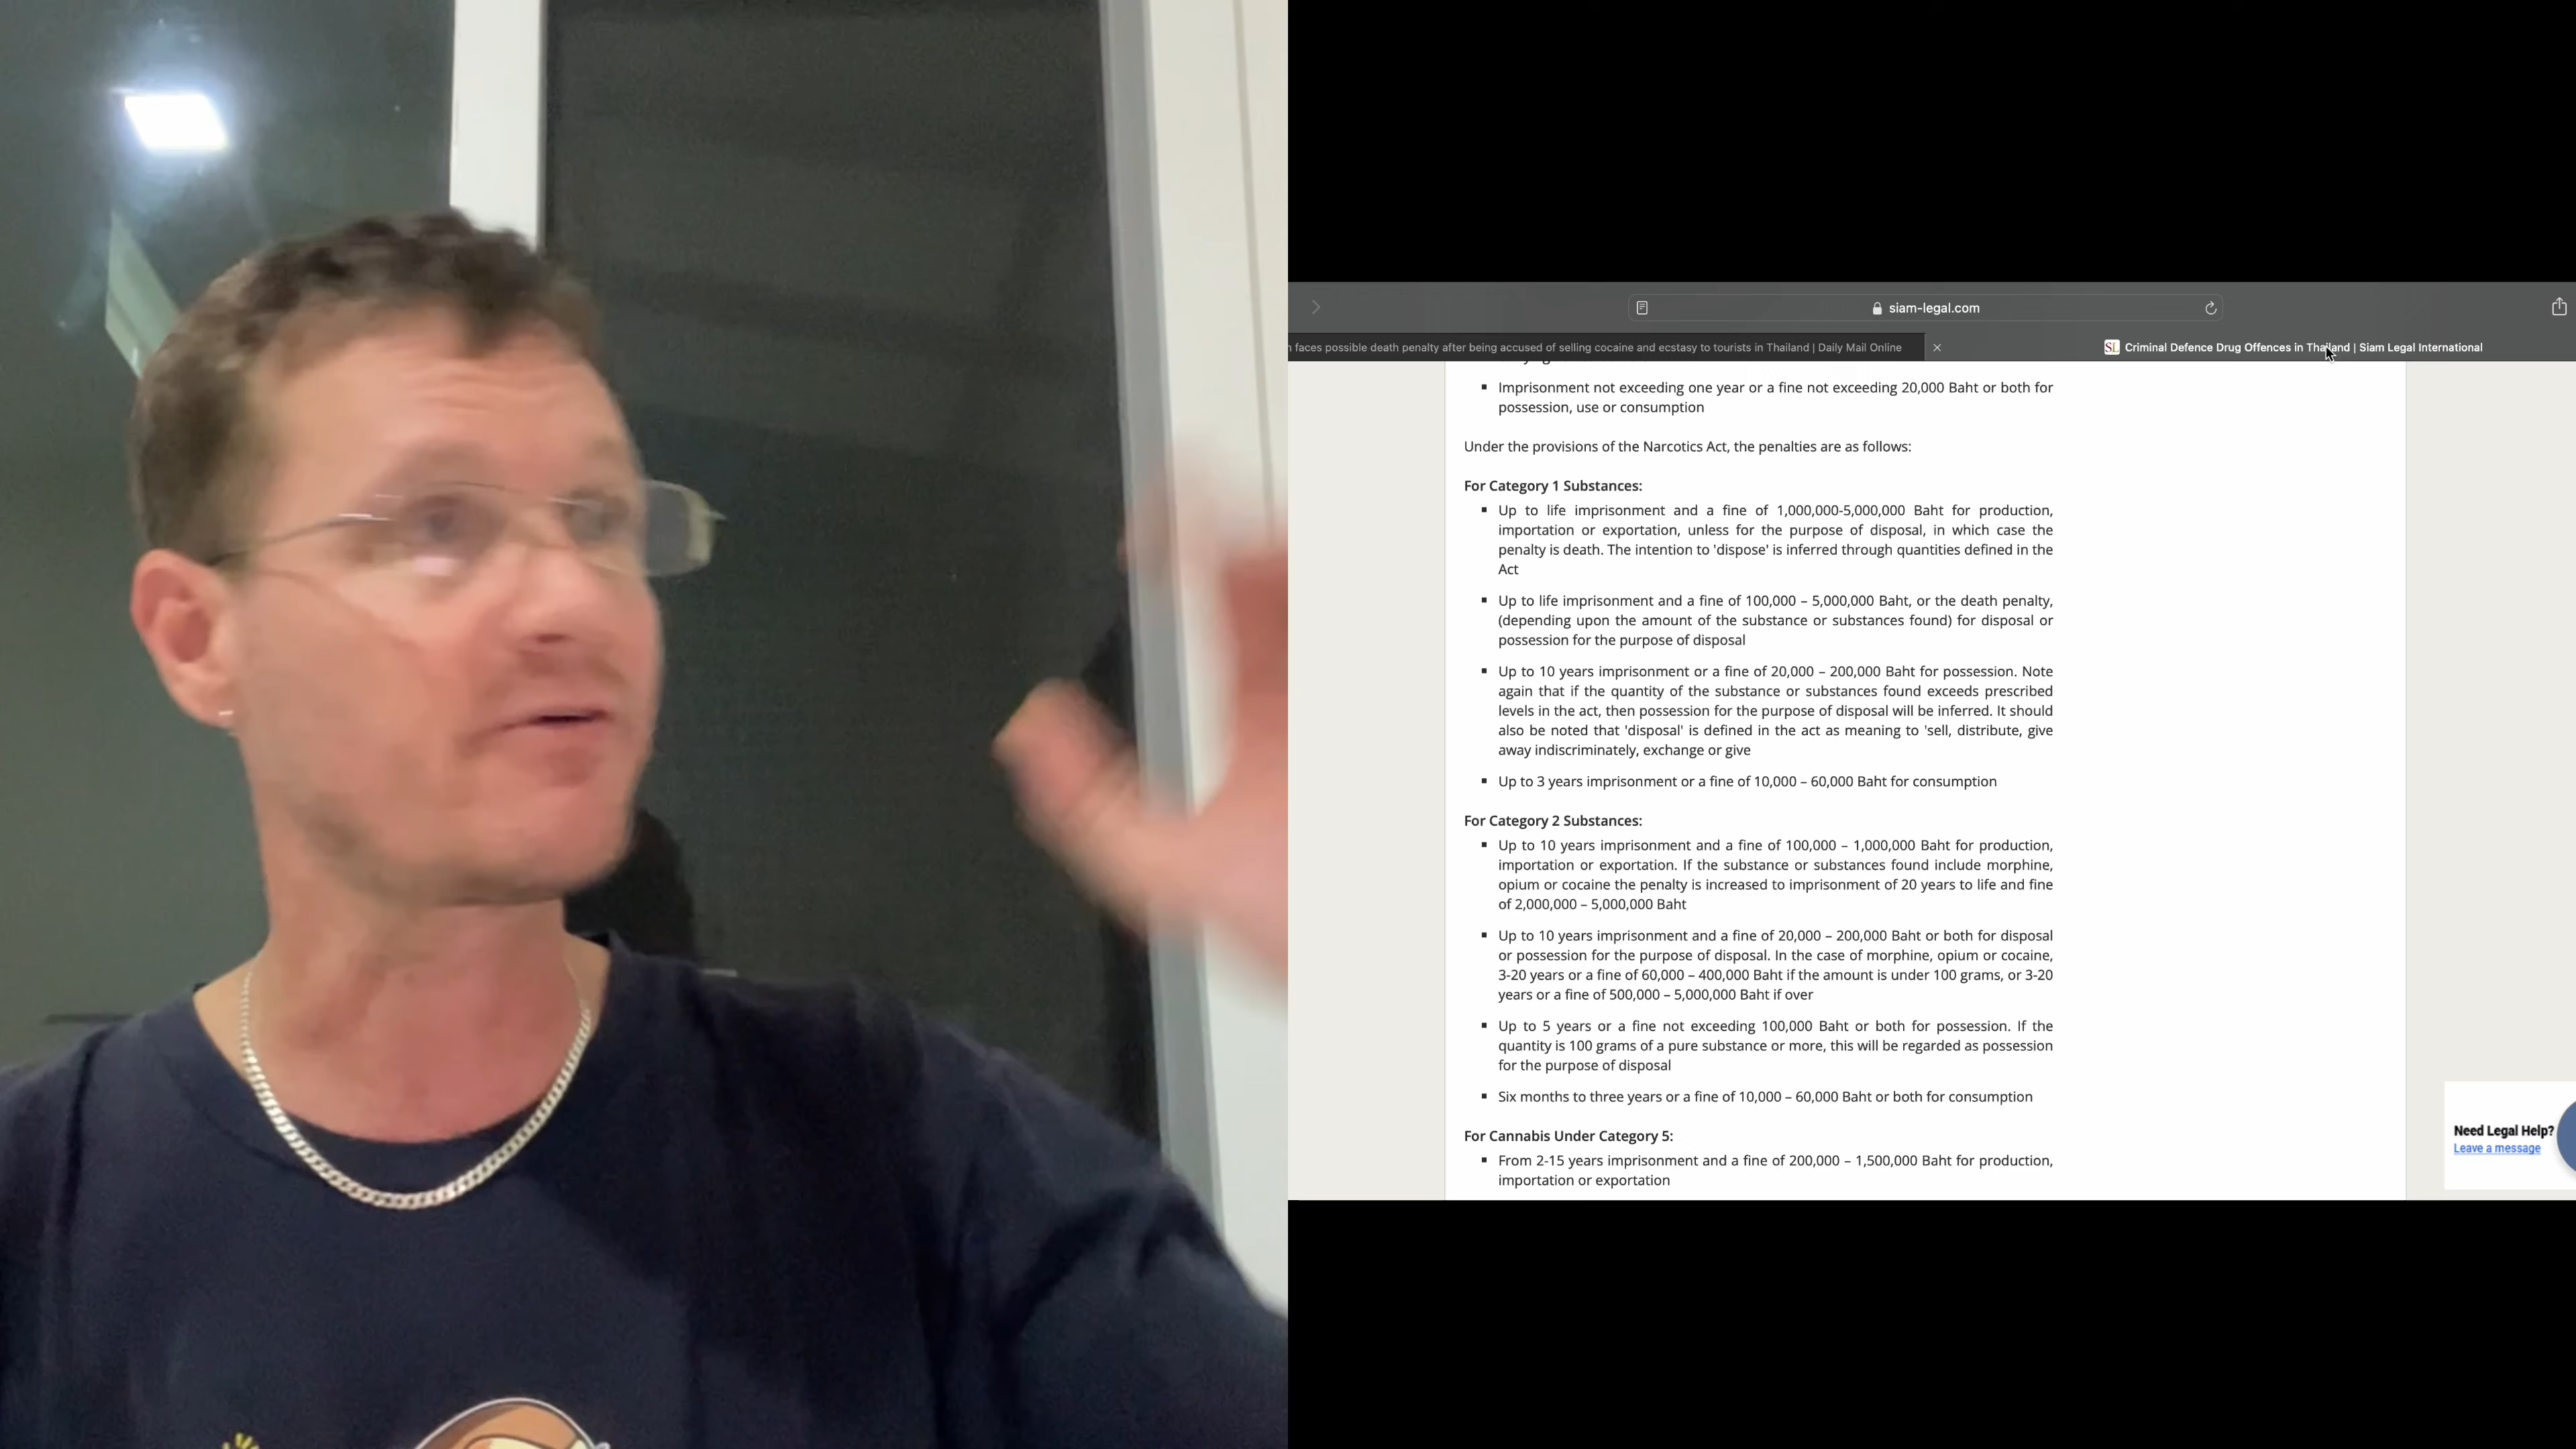 siam-legal.com
faces possible death penalty after being accused of selling cocaine and ecstasy to tourists in Thailand | Daily Mail Online
SL Criminal Defence Drug Offences in Thailand | Siam Legal International
Imprisonment not exceeding one year or a fine not exceeding 20,000 Baht or both for
possession, use or consumption
Under the provisions of the Narcotics Act, the penalties are as follows:
For Category 1 Substances:
Up to life imprisonment and a fine of 1,000,000-5,000,000 Baht for production,
importation or exportation, unless for the purpose of disposal, in which case the
penalty is death. The intention to 'dispose' is inferred through quantities defined in the
Act
Up to life imprisonment and a fine of 100,000 – 5,000,000 Baht, or the death penalty,
(depending upon the amount of the substance or substances found) for disposal or
possession for the purpose of disposal
Up to 10 years imprisonment or a fine of 20,000 – 200,000 Baht for possession. Note
again that if the quantity of the substance or substances found exceeds prescribed
levels in the act, then possession for the purpose of disposal will be inferred. It should
also be noted that 'disposal' is defined in the act as meaning to 'sell, distribute, give
away indiscriminately, exchange or give
Up to 3 years imprisonment or a fine of 10,000 – 60,000 Baht for consumption
For Category 2 Substances:
Up to 10 years imprisonment and a fine of 100,000 – 1,000,000 Baht for production,
importation or exportation. If the substance or substances found include morphine,
opium or cocaine the penalty is increased to imprisonment of 20 years to life and fine
of 2,000,000 – 5,000,000 Baht
Up to 10 years imprisonment and a fine of 20,000 – 200,000 Baht or both for disposal
or possession for the purpose of disposal. In the case of morphine, opium or cocaine,
3-20 years or a fine of 60,000 – 400,000 Baht if the amount is under 100 grams, or 3-20
years or a fine of 500,000 – 5,000,000 Baht if over
Up to 5 years or a fine not exceeding 100,000 Baht or both for possession. If the
quantity is 100 grams of a pure substance or more, this will be regarded as possession
for the purpose of disposal
Six months to three years or a fine of 10,000 – 60,000 Baht or both for consumption
For Cannabis Under Category 5:
From 2-15 years imprisonment and a fine of 200,000 – 1,500,000 Baht for production,
importation or exportation
Need Legal Help?
Leave a message